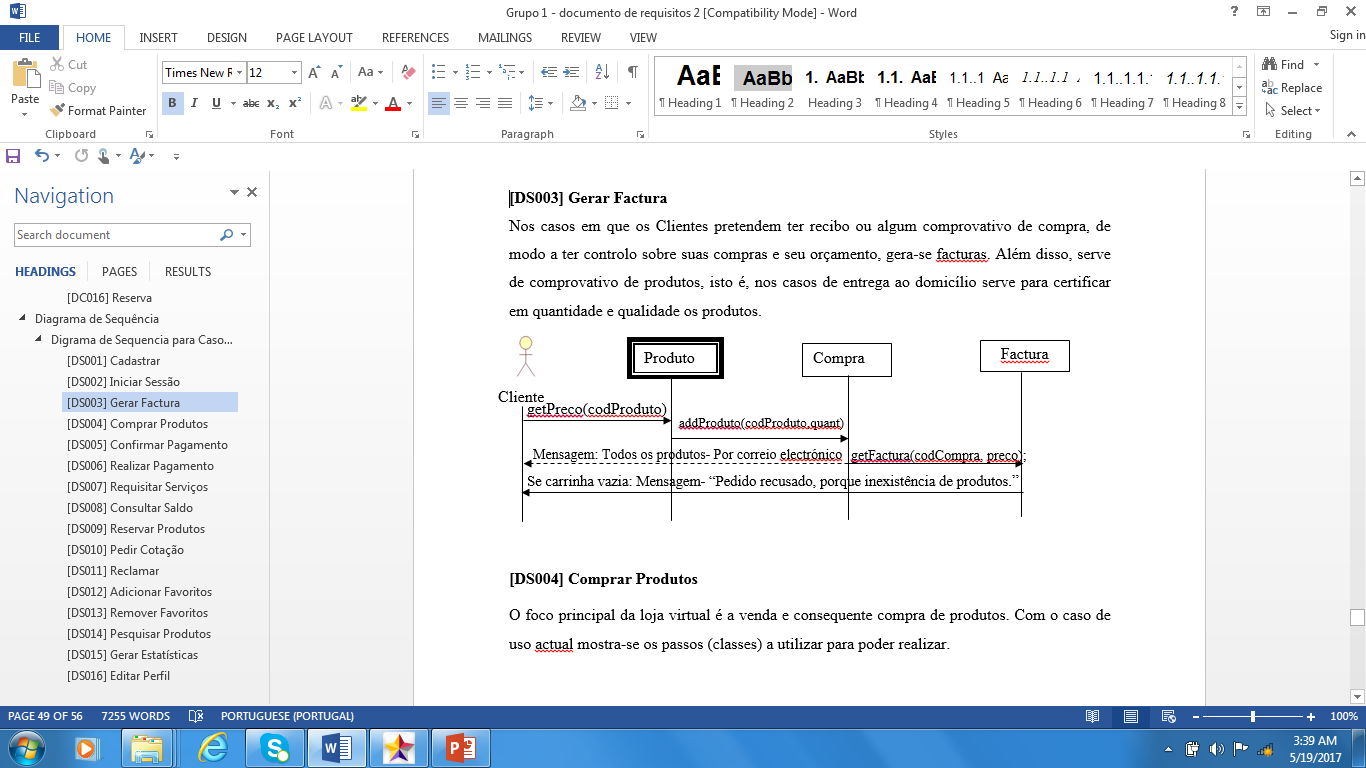 Grupo 1 - documento de requisitos 2 [Compatibility Mode] - Word
FILE HOME INSERT DESIGN PAGE LAYOUT REFERENCES MAILINGS REVIEW VIEW Sign in
Paste
Cut
Copy
Format Painter
Clipboard
Times New R 12
Font
Paragraph
AaB AaBb 1. AaBb 1.1. AaB 1.1..1 Aa 1.1..1.1 A 1.1..1.1. 1.1..1.1.
¶ Heading 1 ¶ Heading 2 Heading 3 ¶ Heading 4 ¶ Heading 5 ¶ Heading 6 ¶ Heading 7 ¶ Heading 8
Styles
Find
Replace
Select
Editing
Navigation
Search document
HEADINGS PAGES RESULTS
[DC016] Reserva
Diagrama de Sequência
Digrama de Sequencia para Caso...
[DS001] Cadastrar
[DS002] Iniciar Sessão
[DS003] Gerar Factura
[DS004] Comprar Produtos
[DS005] Confirmar Pagamento
[DS006] Realizar Pagamento
[DS007] Requisitar Serviços
[DS008] Consultar Saldo
[DS009] Reservar Produtos
[DS010] Pedir Cotação
[DS011] Reclamar
[DS012] Adicionar Favoritos
[DS013] Remover Favoritos
[DS014] Pesquisar Produtos
[DS015] Gerar Estatísticas
[DS016] Editar Perfil
[DS003] Gerar Factura
Nos casos em que os Clientes pretendem ter recibo ou algum comprovativo de compra, de
modo a ter controlo sobre suas compras e seu orçamento, gera-se facturas. Além disso, serve
de comprovativo de produtos, isto é, nos casos de entrega ao domicílio serve para certificar
em quantidade e qualidade os produtos.
Produto Compra Factura
Cliente
getPreco(codProduto)
addProduto(codProduto,quant)
Mensagem: Todos os produtos- Por correio electrónico getFactura(codCompra, preco);
Se carrinha vazia: Mensagem- “Pedido recusado, porque inexistência de produtos.”
[DS004] Comprar Produtos
O foco principal da loja virtual é a venda e consequente compra de produtos. Com o caso de
uso actual mostra-se os passos (classes) a utilizar para poder realizar.
PAGE 49 OF 56 7255 WORDS PORTUGUESE (PORTUGAL) 100%
3:39 AM
5/19/2017